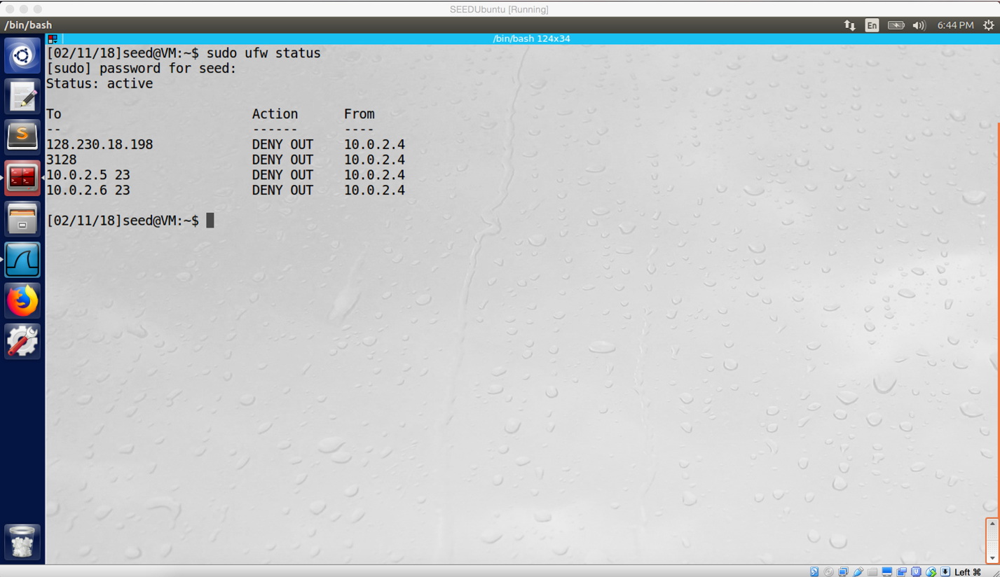 SEEDUbuntu [Running]
/bin/bash
En
6:44 PM
/bin/bash 124x34
[02/11/18]seed@VM:~$ sudo ufw status
[sudo] password for seed:
Status: active
To                         Action      From
--                         ------      ----
128.230.18.198             DENY OUT    10.0.2.4
3128                       DENY OUT    10.0.2.4
10.0.2.5 23                DENY OUT    10.0.2.4
10.0.2.6 23                DENY OUT    10.0.2.4
[02/11/18]seed@VM:~$
Left ⌘